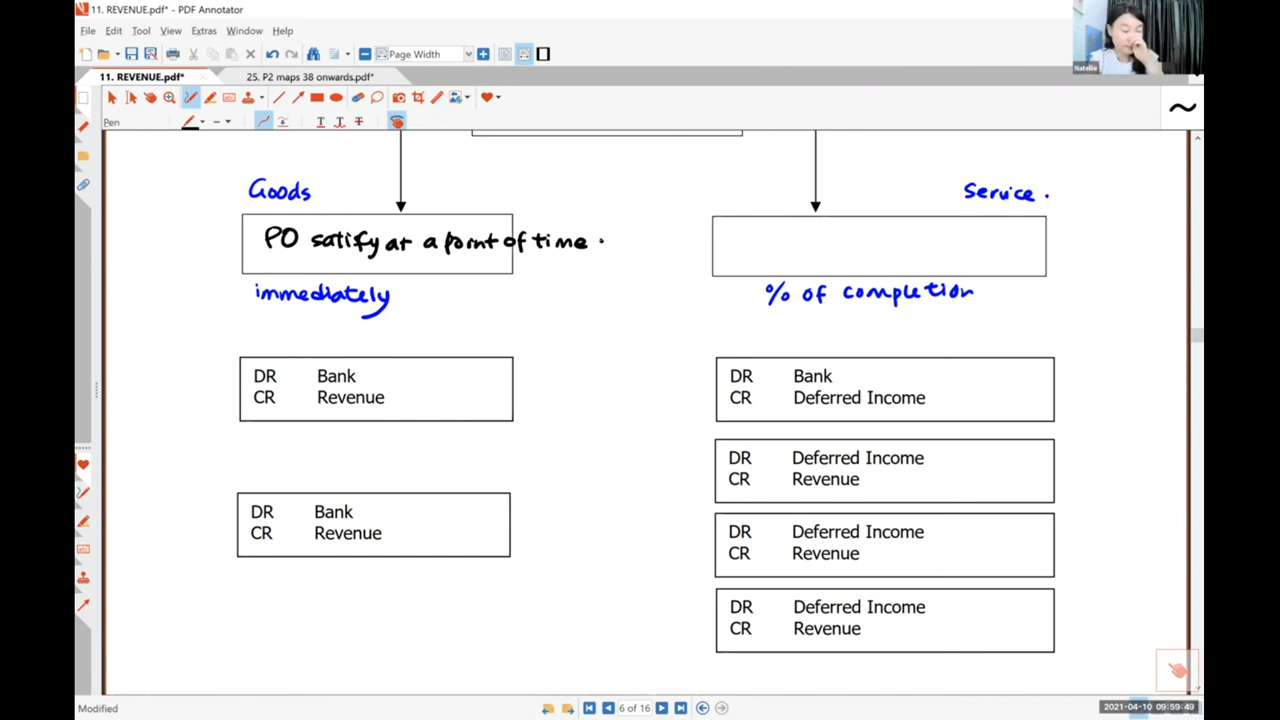 11. REVENUE.pdf* - PDF Annotator
File Edit Tool View Extras Window Help
Page Width
11. REVENUE.pdf* 25. P2 maps 38 onwards.pdf*
Pen
Natellie
Goods
Service .
PO satify at a point of time .
immediately
% of completion
DR Bank
CR Revenue
DR Bank
CR Revenue
DR Bank
CR Deferred Income
DR Deferred Income
CR Revenue
DR Deferred Income
CR Revenue
DR Deferred Income
CR Revenue
Modified
6 of 16
2021-04-10 09:59:49